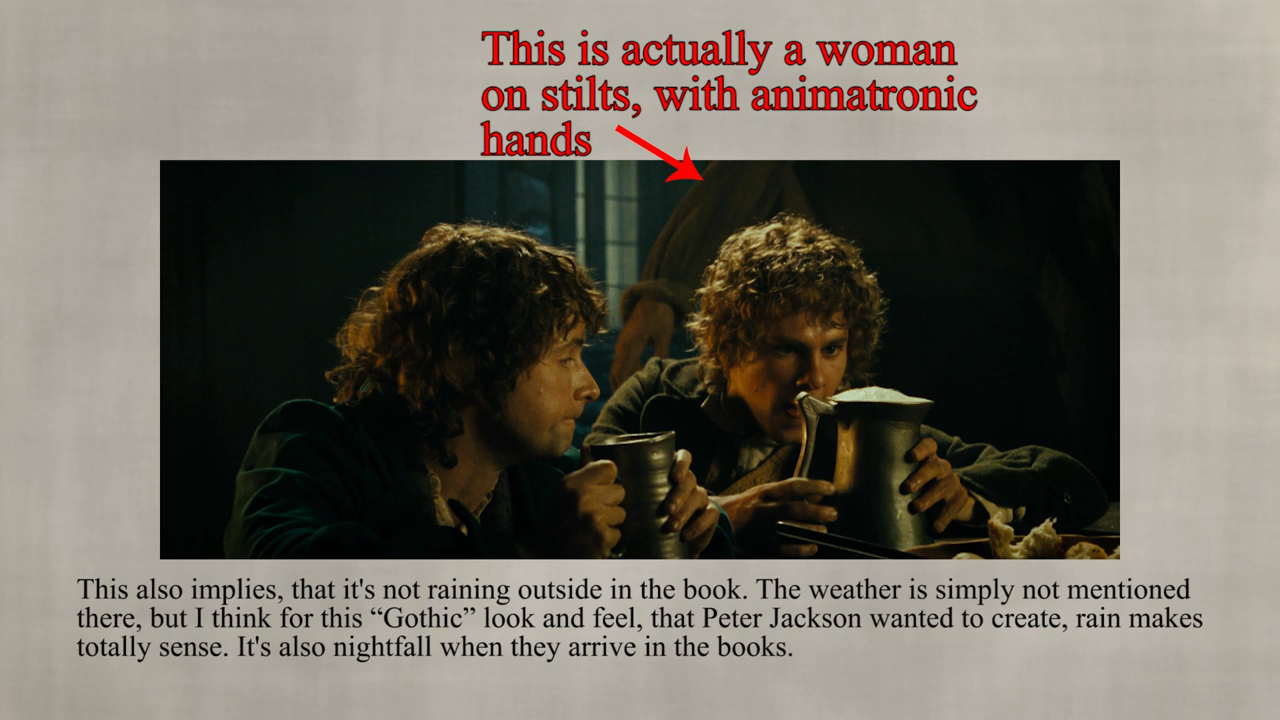 This is actually a woman
on stilts, with animatronic
hands
This also implies, that it's not raining outside in the book. The weather is simply not mentioned
there, but I think for this “Gothic” look and feel, that Peter Jackson wanted to create, rain makes
totally sense. It's also nightfall when they arrive in the books.